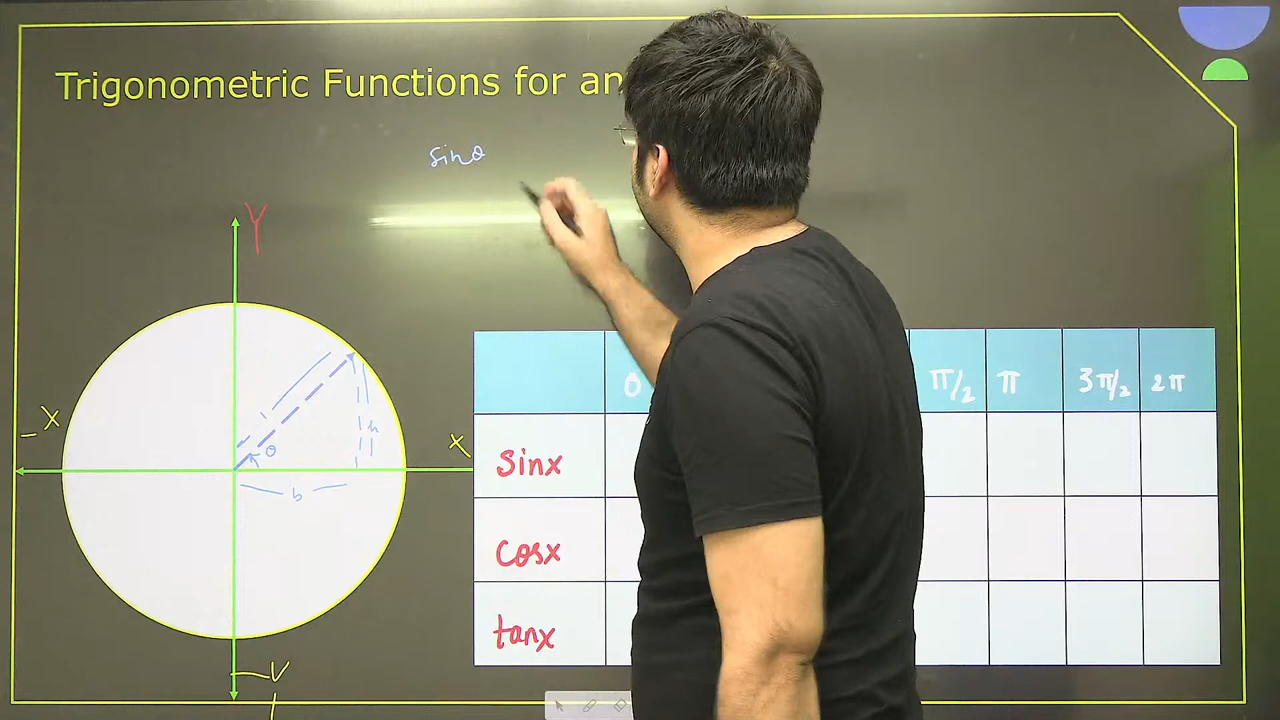 Trigonometric Functions for an
sinθ
Y
-X
X
θ
h
b
0 π/2 π 3π/2 2π
sinx
cosx
tanx